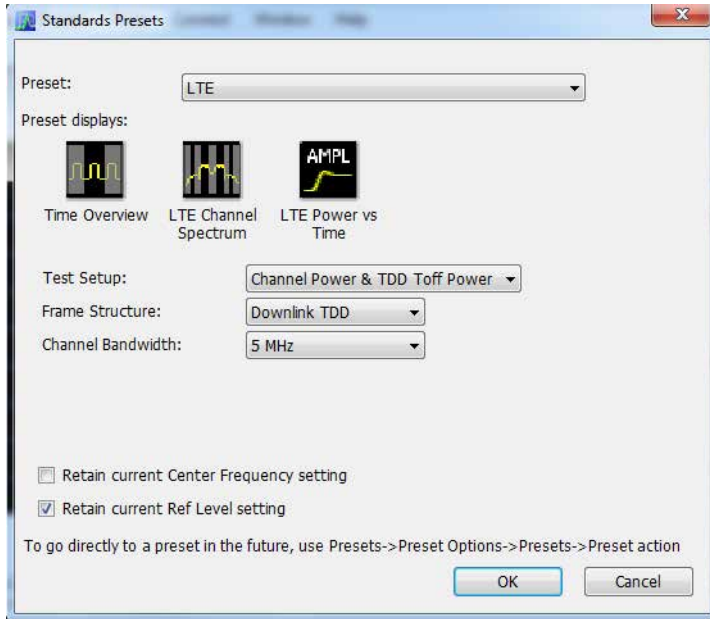 Standards Presets
Preset:
LTE
Preset displays:
AMPL
Time Overview
LTE Channel
Spectrum
LTE Power vs
Time
Test Setup:
Channel Power & TDD Toff Power
Frame Structure:
Downlink TDD
Channel Bandwidth:
5 MHz
Retain current Center Frequency setting
Retain current Ref Level setting
To go directly to a preset in the future, use Presets->Preset Options->Presets->Preset action
OK
Cancel